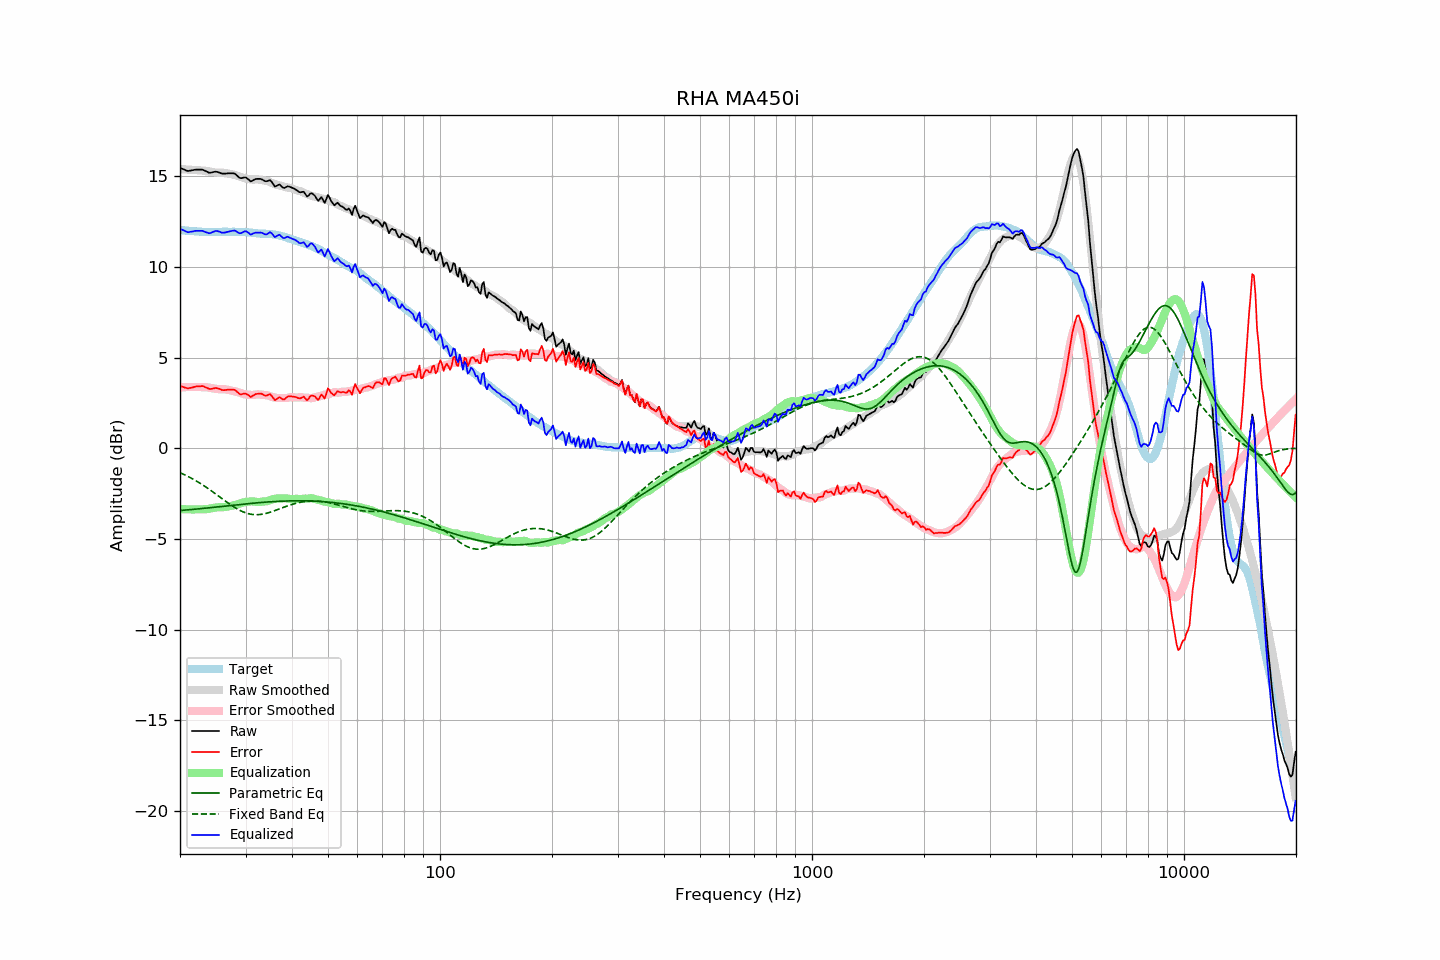 RHA MA450i
Amplitude (dBr)
15
10
5
0
−5
−10
−15
−20
Target
Raw Smoothed
Error Smoothed
Raw
Error
Equalization
Parametric Eq
Fixed Band Eq
Equalized
100
1000
10000
Frequency (Hz)